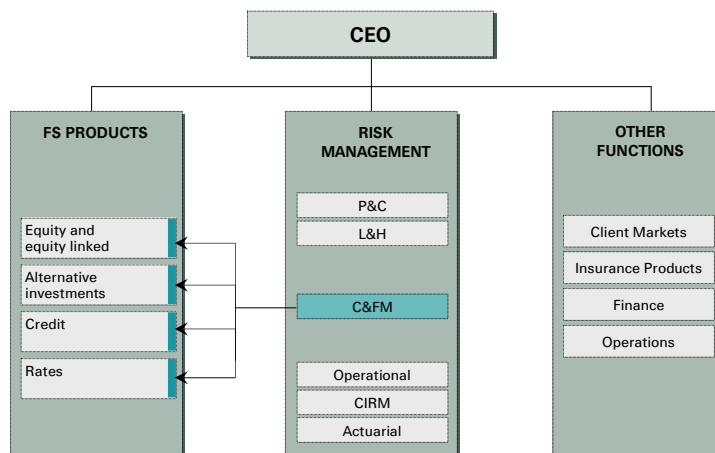 CEO
FS PRODUCTS
Equity and
equity linked
Alternative
investments
Credit
Rates
RISK
MANAGEMENT
P&C
L&H
C&FM
Operational
CIRM
Actuarial
OTHER
FUNCTIONS
Client Markets
Insurance Products
Finance
Operations